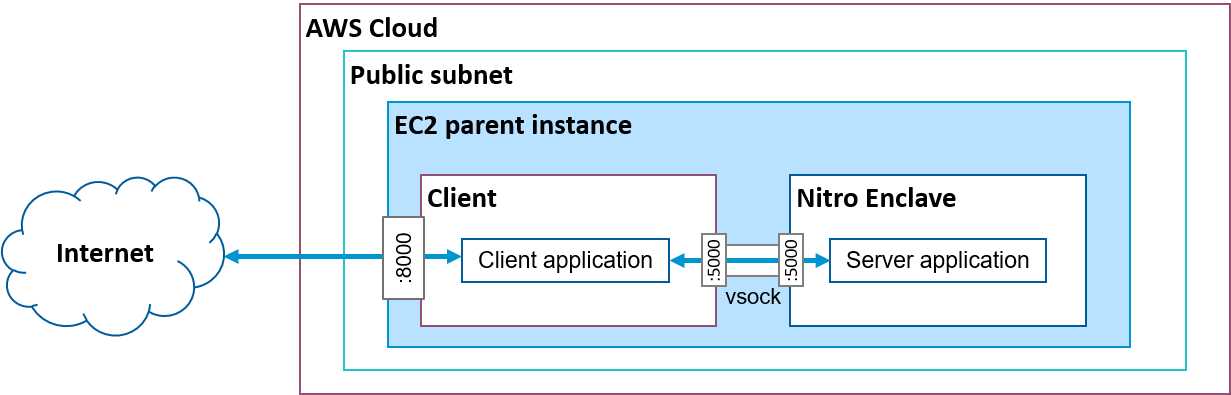 AWS Cloud
Public subnet
EC2 parent instance
Client
Nitro Enclave
Internet
:8000
Client application
:5000
:5000
Server application
vsock